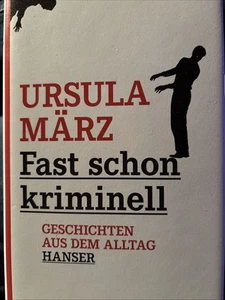 URSULA
MÄRZ
Fast schon
kriminell
GESCHICHTEN
AUS DEM ALLTAG
HANSER